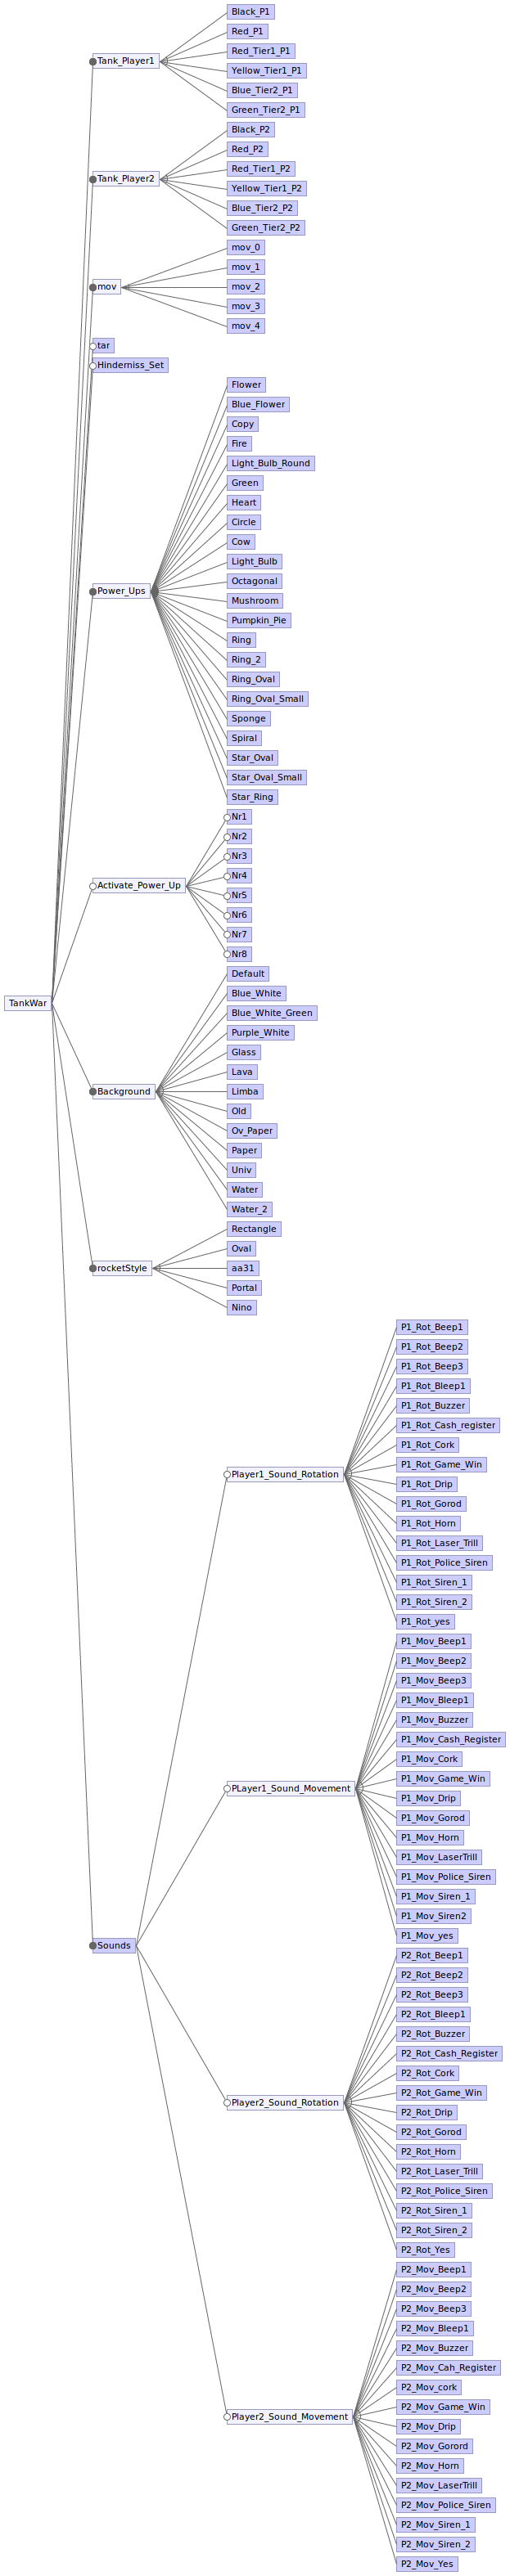 Black_P1
Red_P1
Red_Tier1_P1
Tank_Player1
Yellow_Tier1_P1
Blue_Tier2_P1
Green_Tier2_P1
Black_P2
Red_P2
Red_Tier1_P2
Tank_Player2
Yellow_Tier1_P2
Blue_Tier2_P2
Green_Tier2_P2
mov_0
mov_1
mov
mov_2
mov_3
mov_4
tar
Hinderniss_Set
Flower
Blue_Flower
Copy
Fire
Light_Bulb_Round
Green
Heart
Circle
Cow
Light_Bulb
Octagonal
Power_Ups
Mushroom
Pumpkin_Pie
Ring
Ring_2
Ring_Oval
Ring_Oval_Small
Sponge
Spiral
Star_Oval
Star_Oval_Small
Star_Ring
Nr1
Nr2
Nr3
Nr4
Activate_Power_Up
Nr5
Nr6
Nr7
Nr8
Default
Blue_White
TankWar
Blue_White_Green
Purple_White
Glass
Lava
Background
Limba
Old
Ov_Paper
Paper
Univ
Water
Water_2
Rectangle
Oval
rocketStyle
aa31
Portal
Nino
P1_Rot_Beep1
P1_Rot_Beep2
P1_Rot_Beep3
P1_Rot_Bleep1
P1_Rot_Buzzer
P1_Rot_Cash_register
P1_Rot_Cork
P1_Rot_Game_Win
Player1_Sound_Rotation
P1_Rot_Drip
P1_Rot_Gorod
P1_Rot_Horn
P1_Rot_Laser_Trill
P1_Rot_Police_Siren
P1_Rot_Siren_1
P1_Rot_Siren_2
P1_Rot_yes
P1_Mov_Beep1
P1_Mov_Beep2
P1_Mov_Beep3
P1_Mov_Bleep1
P1_Mov_Buzzer
P1_Mov_Cash_Register
P1_Mov_Cork
P1_Mov_Game_Win
PLayer1_Sound_Movement
P1_Mov_Drip
P1_Mov_Gorod
P1_Mov_Horn
P1_Mov_LaserTrill
P1_Mov_Police_Siren
P1_Mov_Siren_1
P1_Mov_Siren2
P1_Mov_yes
Sounds
P2_Rot_Beep1
P2_Rot_Beep2
P2_Rot_Beep3
P2_Rot_Bleep1
P2_Rot_Buzzer
P2_Rot_Cash_Register
P2_Rot_Cork
P2_Rot_Game_Win
Player2_Sound_Rotation
P2_Rot_Drip
P2_Rot_Gorod
P2_Rot_Horn
P2_Rot_Laser_Trill
P2_Rot_Police_Siren
P2_Rot_Siren_1
P2_Rot_Siren_2
P2_Rot_Yes
P2_Mov_Beep1
P2_Mov_Beep2
P2_Mov_Beep3
P2_Mov_Bleep1
P2_Mov_Buzzer
P2_Mov_Cah_Register
P2_Mov_cork
P2_Mov_Game_Win
Player2_Sound_Movement
P2_Mov_Drip
P2_Mov_Gorord
P2_Mov_Horn
P2_Mov_LaserTrill
P2_Mov_Police_Siren
P2_Mov_Siren_1
P2_Mov_Siren_2
P2_Mov_Yes